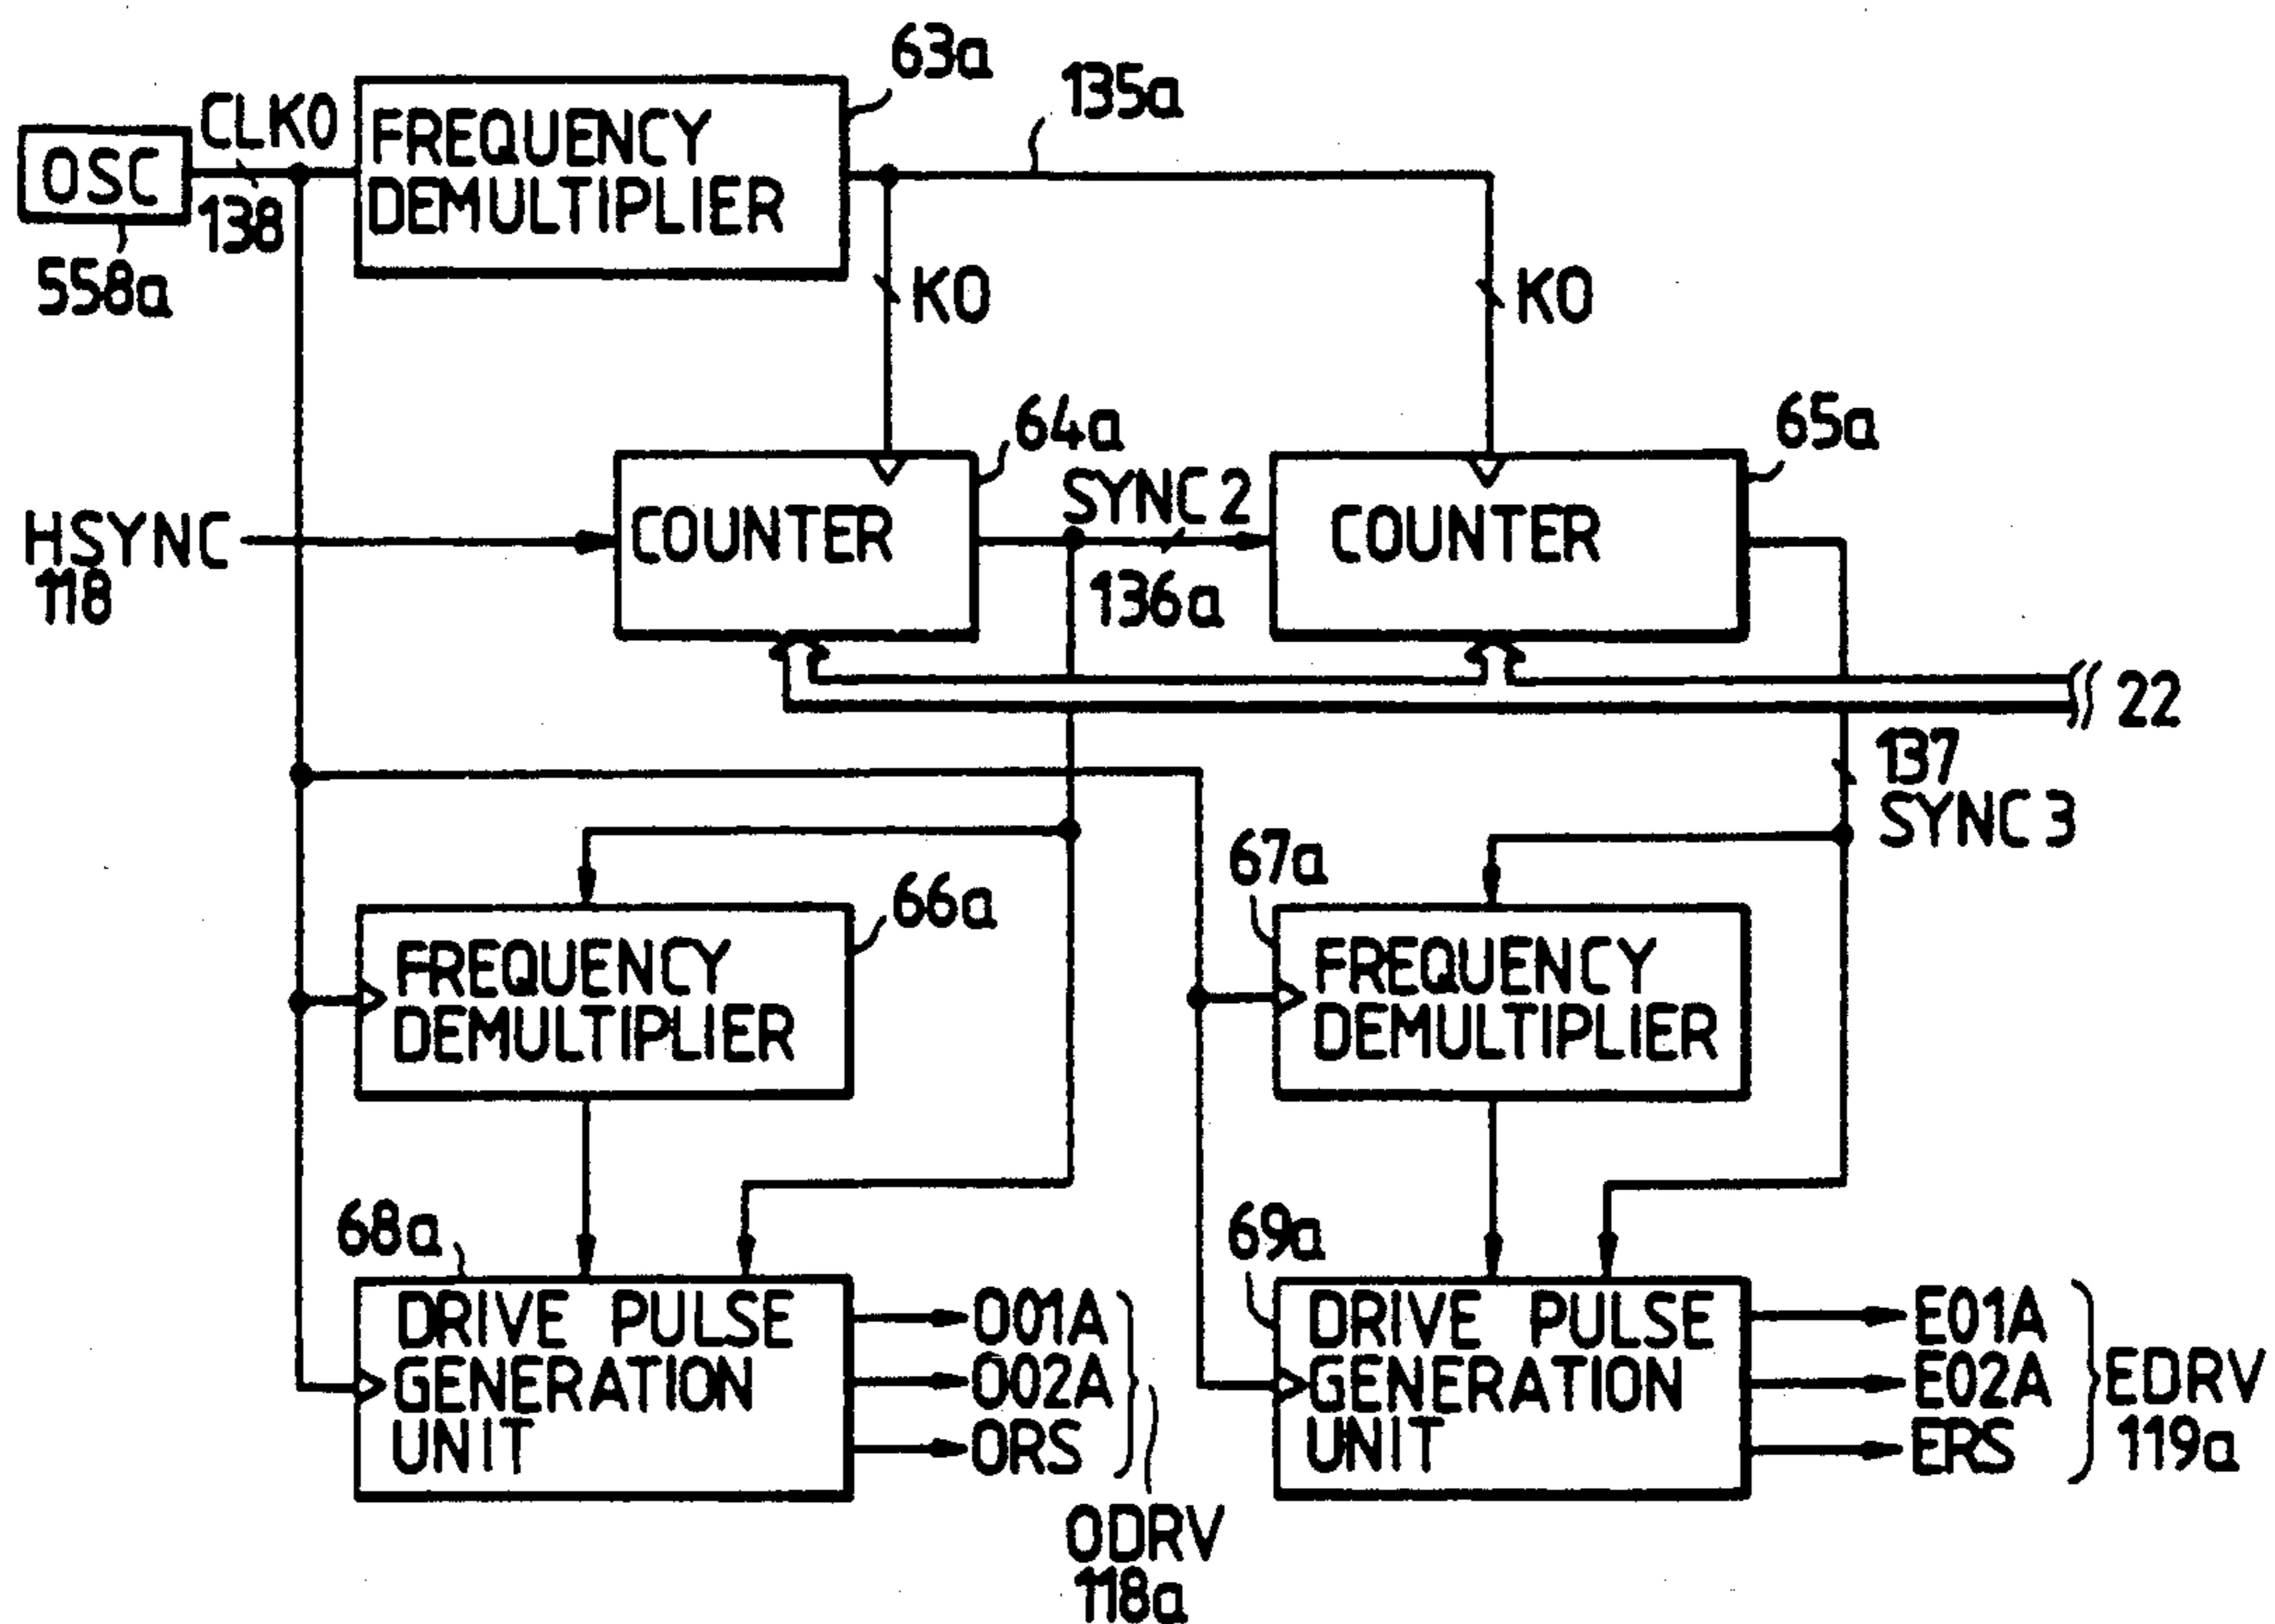 63a
135a
CLK0
OSC
FREQUENCY
DEMULTIPLIER
138
558a
K0
K0
64a
65a
SYNC 2
HSYNC
118
COUNTER
COUNTER
136a
22
137
SYNC 3
67a
66a
FREQUENCY
DEMULTIPLIER
FREQUENCY
DEMULTIPLIER
68a
69a
DRIVE PULSE
GENERATION
UNIT
O01A
O02A
ORS
DRIVE PULSE
GENERATION
UNIT
E01A
E02A
ERS
EDRV
119a
ODRV
118a